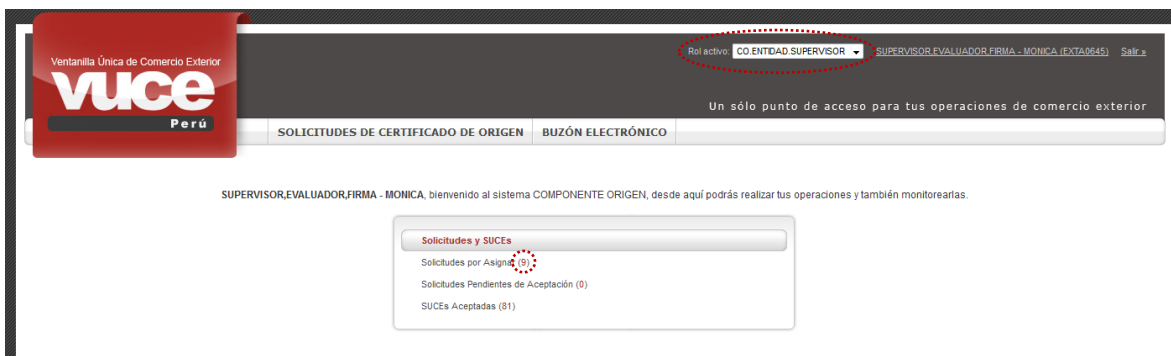 Ventanilla Única de Comercio Exterior
vuce
Perú
Rol activo: CO.ENTIDAD.SUPERVISOR SUPERVISOR,EVALUADOR,FIRMA - MONICA (EXTA0645) Salir »
Un sólo punto de acceso para tus operaciones de comercio exterior
SOLICITUDES DE CERTIFICADO DE ORIGEN BUZÓN ELECTRÓNICO
SUPERVISOR,EVALUADOR,FIRMA - MONICA, bienvenido al sistema COMPONENTE ORIGEN, desde aquí podrás realizar tus operaciones y también monitorearlas.
Solicitudes y SUCEs
Solicitudes por Asignar (9)
Solicitudes Pendientes de Aceptación (0)
SUCEs Aceptadas (81)